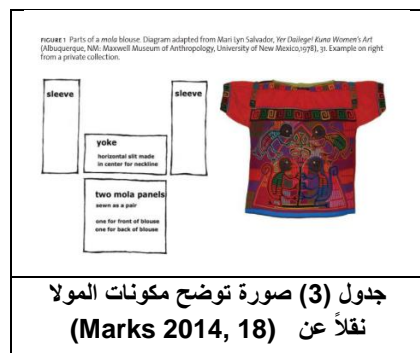 FIGURE 1 Parts of a mola blouse. Diagram adapted from Mari Lyn Salvador, Yer Dailege! Kuna Women's Art
(Albuquerque, NM: Maxwell Museum of Anthropology, University of New Mexico,1978), 31. Example on right
from a private collection.
sleeve
sleeve
yoke
horizontal slit made
in center for neckline
two mola panels
sewn as a pair
one for front of blouse
one for back of blouse
جدول (3) صورة توضح مكونات المولا
نقلاً عن (Marks 2014, 18)